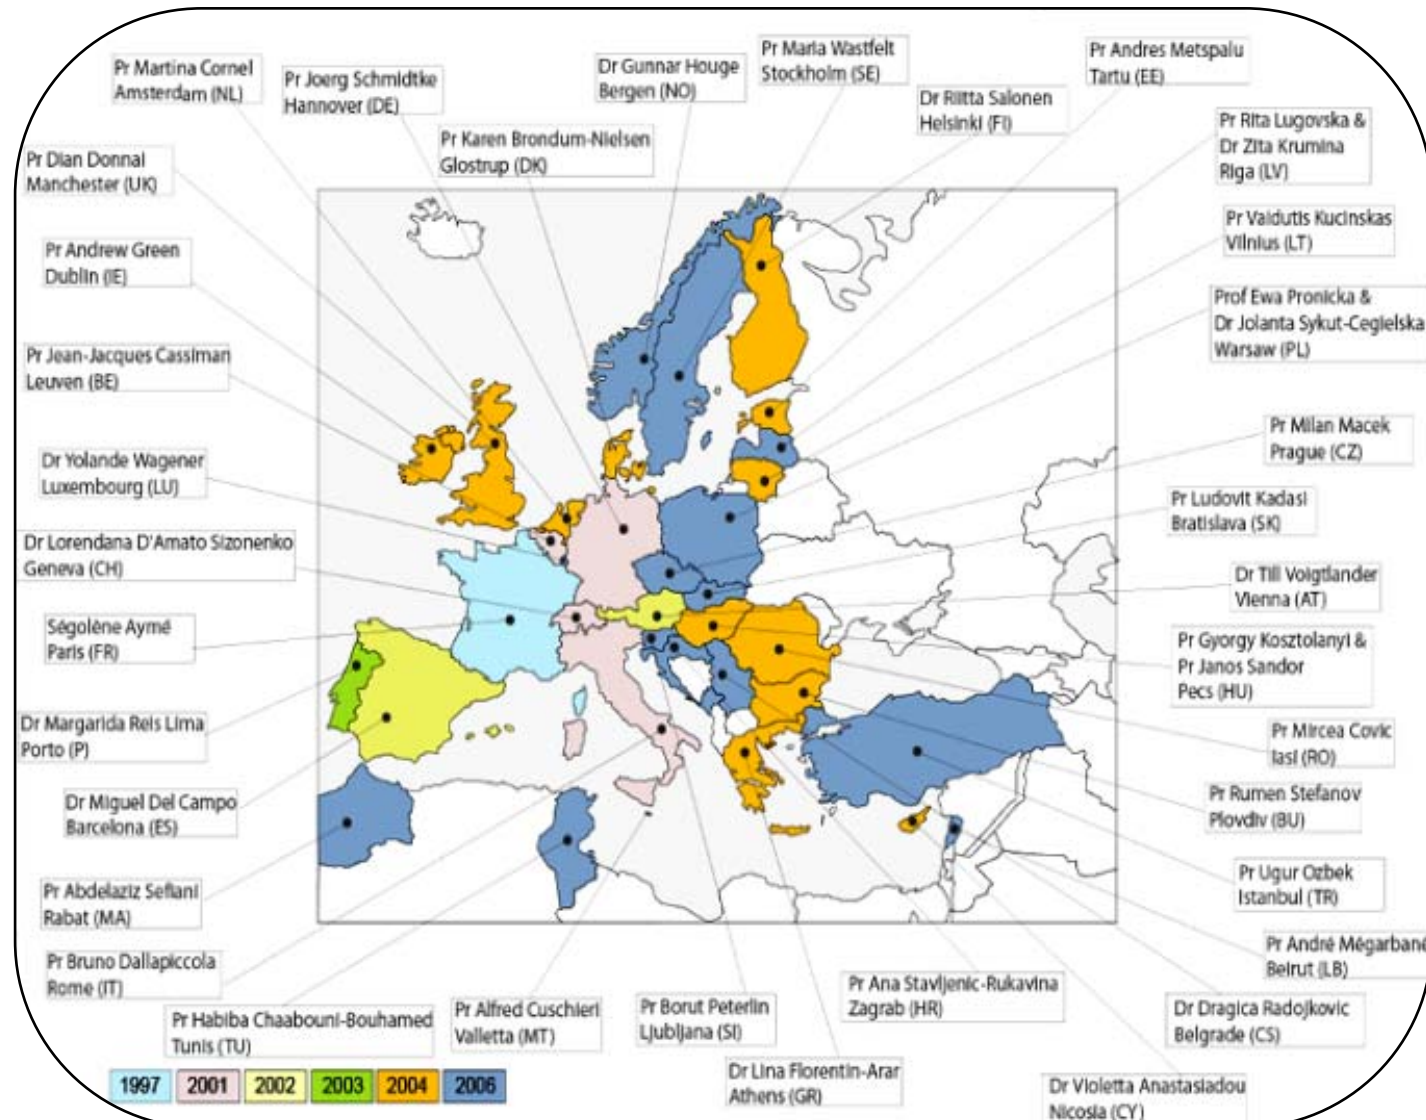 Pr Martina Cornel
Amsterdam (NL)
Pr Joerg Schmidtke
Hannover (DE)
Dr Gunnar Houge
Bergen (NO)
Pr Maria Wastfelt
Stockholm (SE)
Pr Andres Metspalu
Tartu (EE)
Dr Riitta Salonen
Helsinki (FI)
Pr Karen Brondum-Nielsen
Glostrup (DK)
Pr Rita Lugovska &
Dr Zita Krumina
Riga (LV)
Pr Dian Donnai
Manchester (UK)
Pr Vaidutis Kucinskas
Vilnius (LT)
Pr Andrew Green
Dublin (IE)
Prof Ewa Pronicka &
Dr Jolanta Sykut-Cegielska
Warsaw (PL)
Pr Jean-Jacques Cassiman
Leuven (BE)
Pr Milan Macek
Prague (CZ)
Dr Yolande Wagener
Luxembourg (LU)
Pr Ludovit Kadasi
Bratislava (SK)
Dr Lorendana D'Amato Sizonenko
Geneva (CH)
Dr Till Voigtlander
Vienna (AT)
Ségolène Aymé
Paris (FR)
Pr Gyorgy Kosztolanyi &
Pr Janos Sandor
Pecs (HU)
Dr Margarida Reis Lima
Porto (P)
Pr Mircea Covic
Iasi (RO)
Dr Miguel Del Campo
Barcelona (ES)
Pr Rumen Stefanov
Plovdiv (BU)
Pr Abdelaziz Sefiani
Rabat (MA)
Pr Ugur Ozbek
Istanbul (TR)
Pr Bruno Dallapiccola
Rome (IT)
Pr André Mégarbané
Beirut (LB)
Pr Habiba Chaabouni-Bouhamed
Tunis (TU)
Pr Alfred Cuschieri
Valletta (MT)
Pr Borut Peterlin
Ljubljana (SI)
Pr Ana Stavljenic-Rukavina
Zagrab (HR)
Dr Dragica Radojkovic
Belgrade (CS)
Dr Lina Florentin-Arar
Athens (GR)
Dr Violetta Anastasiadou
Nicosia (CY)
1997 2001 2002 2003 2004 2006